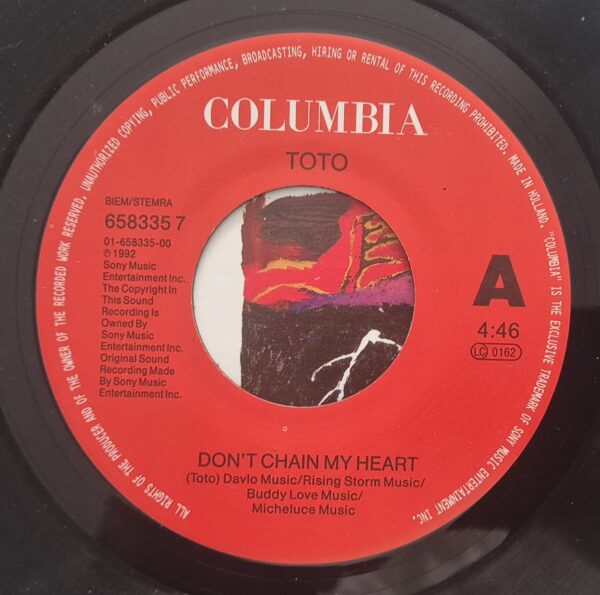 ALL RIGHTS OF THE PRODUCER AND OF THE OWNER OF THE RECORDED WORK RESERVED. UNAUTHORIIZED COPYING, PUBLIC PERFORMANCE, BROADCASTING, HIRING OR RENTAL OF THIS RECORDING PROHIBITED. MADE IN HOLLAND. "COLUMBIA" IS THE EXCLUSIVE TRADEMARK OF SONY MUSIC ENTERTAINMENT INC.
COLUMBIA
TOTO
BIEM/STEMRA
658335 7
01-658335-00
℗ 1992
Sony Music
Entertainment Inc.
The Copyright In
This Sound
Recording Is
Owned By
Sony Music
Entertainment Inc.
Original Sound
Recording Made
By Sony Music
Entertainment Inc.
A
4:46
LC 0162
DON'T CHAIN MY HEART
(Toto) Davlo Music/Rising Storm Music/
Buddy Love Music/
Micheluce Music